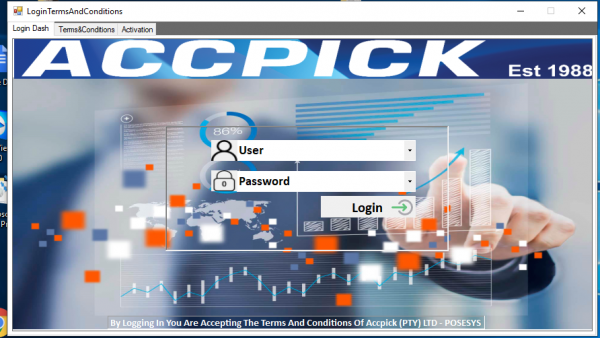 LoginTermsAndConditions
Login Dash Terms&Conditions Activation
ACCPICK
Est 1988
86%
User
Password
Login
By Logging In You Are Accepting The Terms And Conditions Of Accpick (PTY) LTD - POSESYS